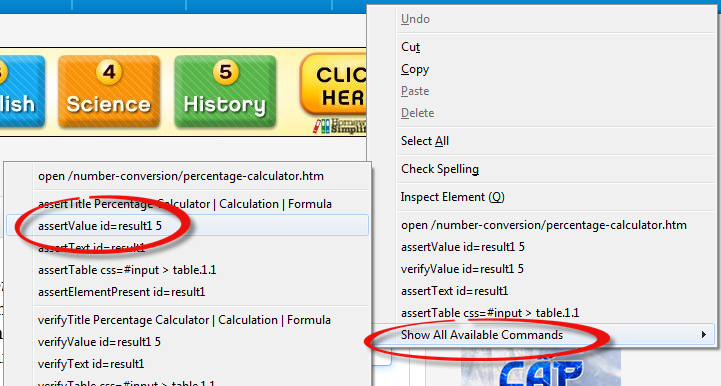 3
4
5
lish
Science
History
CLIC
HER
Homew
Simplifi
Undo
Cut
Copy
Paste
Delete
Select All
Check Spelling
Inspect Element (Q)
open /number-conversion/percentage-calculator.htm
assertValue id=result1 5
verifyValue id=result1 5
assertText id=result1
assertTable css=#input > table.1.1
Show All Available Commands
open /number-conversion/percentage-calculator.htm
assertTitle Percentage Calculator | Calculation | Formula
assertValue id=result1 5
assertText id=result1
assertTable css=#input > table.1.1
assertElementPresent id=result1
verifyTitle Percentage Calculator | Calculation | Formula
verifyValue id=result1 5
verifyText id=result1
verifyTable css=#input > table.1.1
CAP